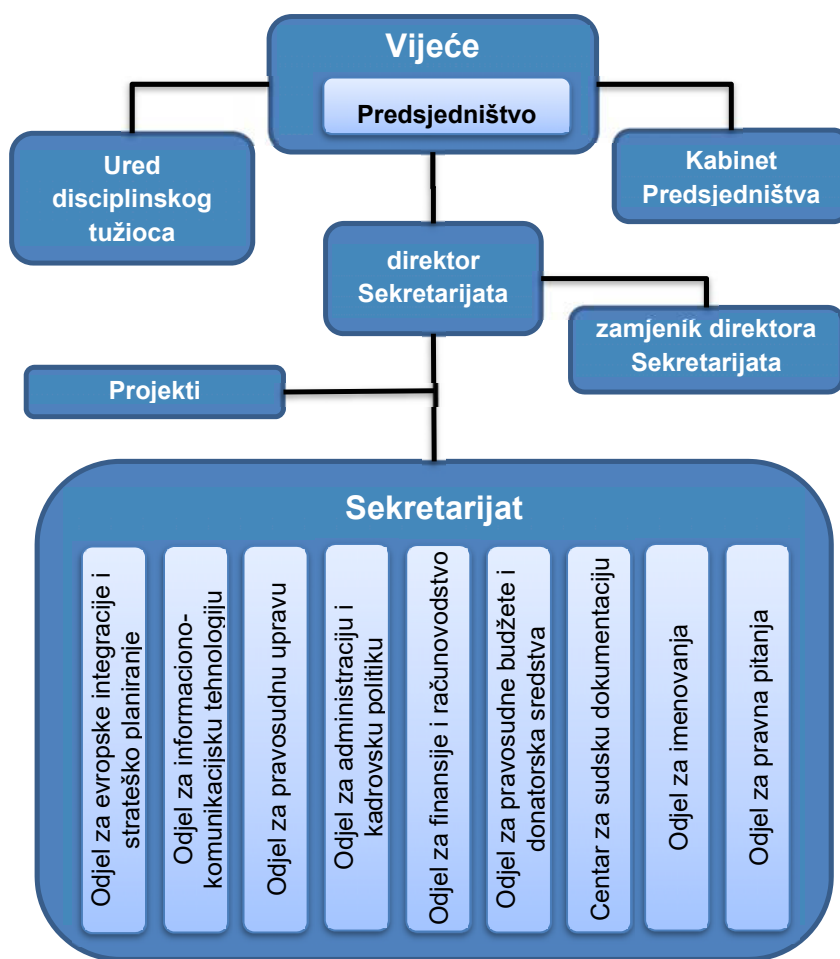 Vijeće
Predsjedništvo
Ured
disciplinskog
tužioca
Kabinet
Predsjedništva
direktor
Sekretarijata
zamjenik direktora
Sekretarijata
Projekti
Sekretarijat
Odjel za evropske integracije i
strateško planiranje
Odjel za informaciono-
komunikacijsku tehnologiju
Odjel za pravosudnu upravu
Odjel za administraciju i
kadrovsku politiku
Odjel za finansije i računovodstvo
Odjel za pravosudne budžete i
donatorska sredstva
Centar za sudsku dokumentaciju
Odjel za imenovanja
Odjel za pravna pitanja